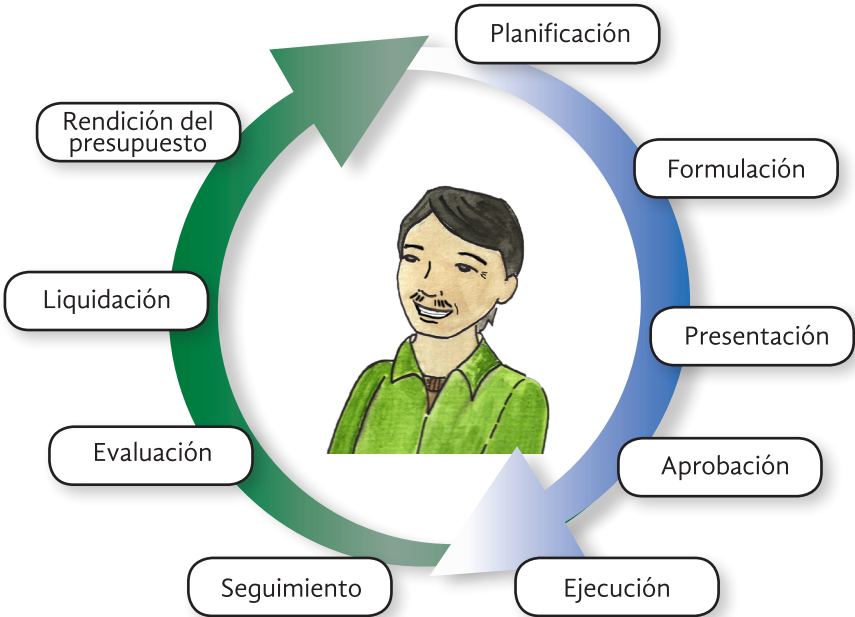 Planificación
Formulación
Presentación
Aprobación
Ejecución
Seguimiento
Evaluación
Liquidación
Rendición del
presupuesto